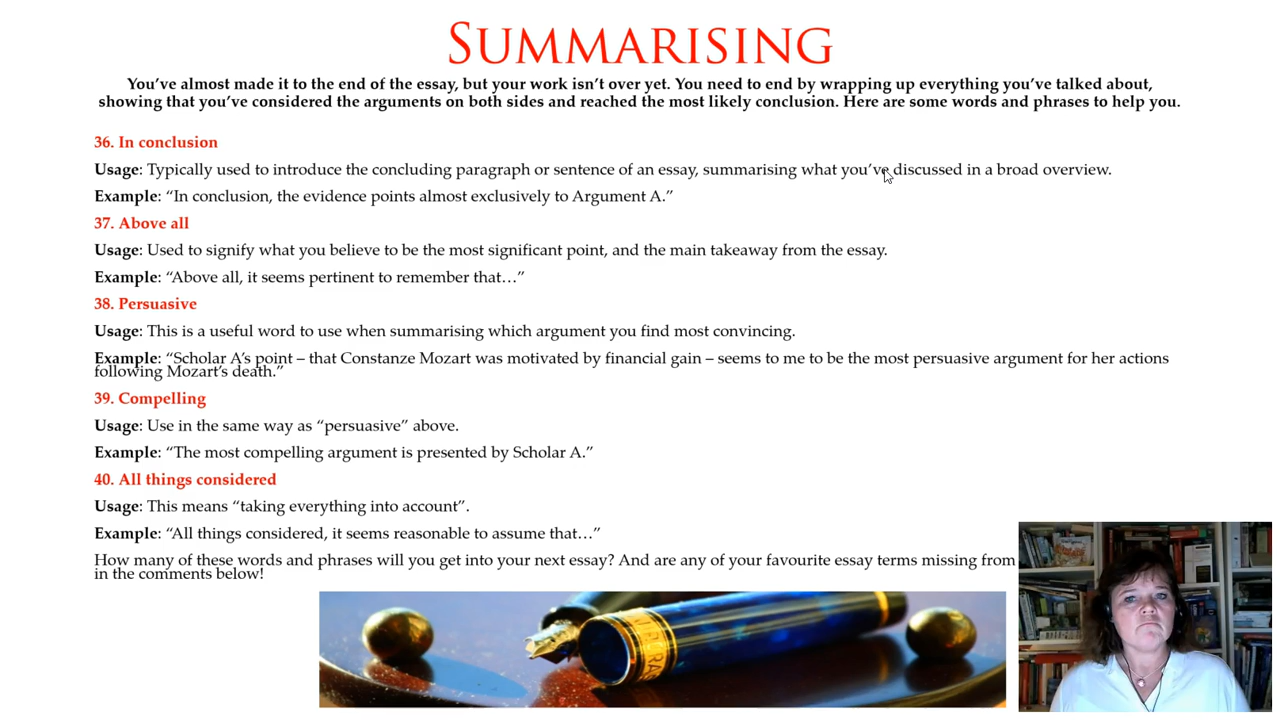 SUMMARISING
You've almost made it to the end of the essay, but your work isn't over yet. You need to end by wrapping up everything you've talked about,
showing that you've considered the arguments on both sides and reached the most likely conclusion. Here are some words and phrases to help you.
36. In conclusion
Usage: Typically used to introduce the concluding paragraph or sentence of an essay, summarising what you've discussed in a broad overview.
Example: “In conclusion, the evidence points almost exclusively to Argument A.”
37. Above all
Usage: Used to signify what you believe to be the most significant point, and the main takeaway from the essay.
Example: “Above all, it seems pertinent to remember that…”
38. Persuasive
Usage: This is a useful word to use when summarising which argument you find most convincing.
Example: “Scholar A's point – that Constanze Mozart was motivated by financial gain – seems to me to be the most persuasive argument for her actions
following Mozart's death.”
39. Compelling
Usage: Use in the same way as “persuasive” above.
Example: “The most compelling argument is presented by Scholar A.”
40. All things considered
Usage: This means “taking everything into account”.
Example: “All things considered, it seems reasonable to assume that…”
How many of these words and phrases will you get into your next essay? And are any of your favourite essay terms missing from
in the comments below!